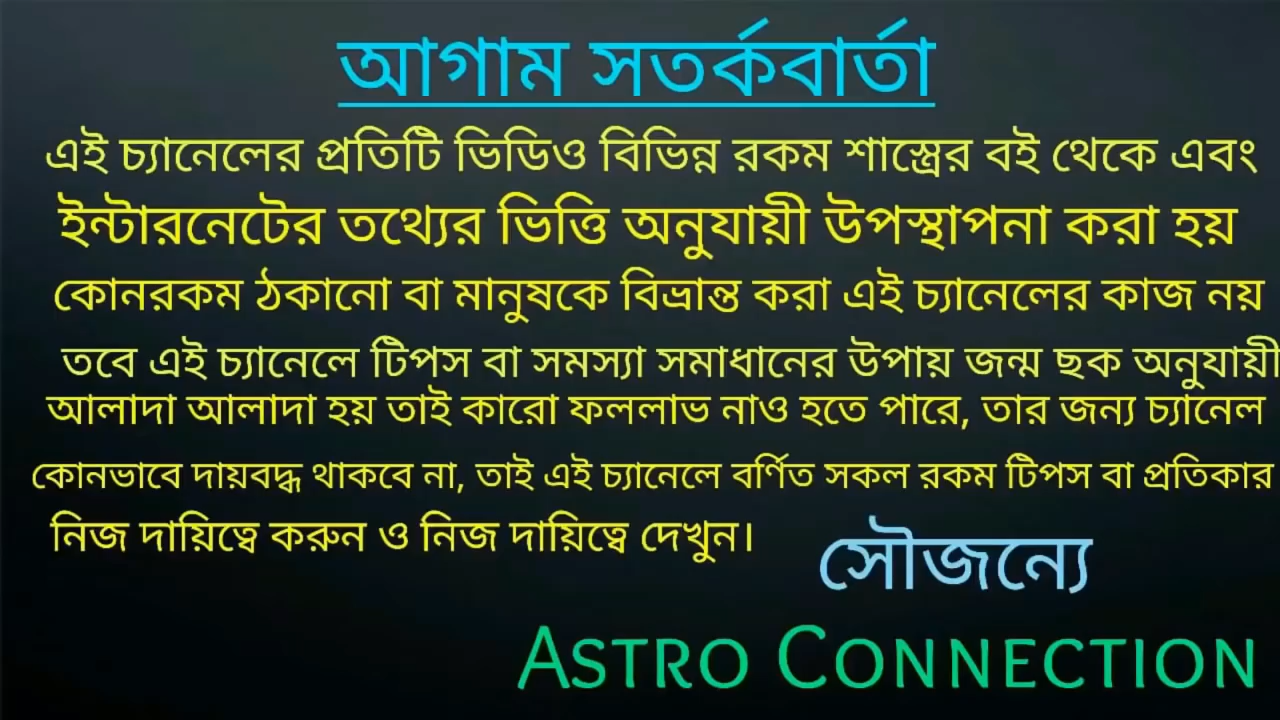 আগাম সতর্কবার্তা
এই চ্যানেলের প্রতিটি ভিডিও বিভিন্ন রকম শাস্ত্রের বই থেকে এবং
ইন্টারনেটের তথ্যের ভিত্তি অনুযায়ী উপস্থাপনা করা হয়
কোনরকম ঠকানো বা মানুষকে বিভ্রান্ত করা এই চ্যানেলের কাজ নয়
তবে এই চ্যানেলে টিপস বা সমস্যা সমাধানের উপায় জন্ম ছক অনুযায়ী
আলাদা আলাদা হয় তাই কারো ফললাভ নাও হতে পারে, তার জন্য চ্যানেল
কোনভাবে দায়বদ্ধ থাকবে না, তাই এই চ্যানেলে বর্ণিত সকল রকম টিপস বা প্রতিকার
নিজ দায়িত্বে করুন ও নিজ দায়িত্বে দেখুন।
সৌজন্যে
ASTRO CONNECTION